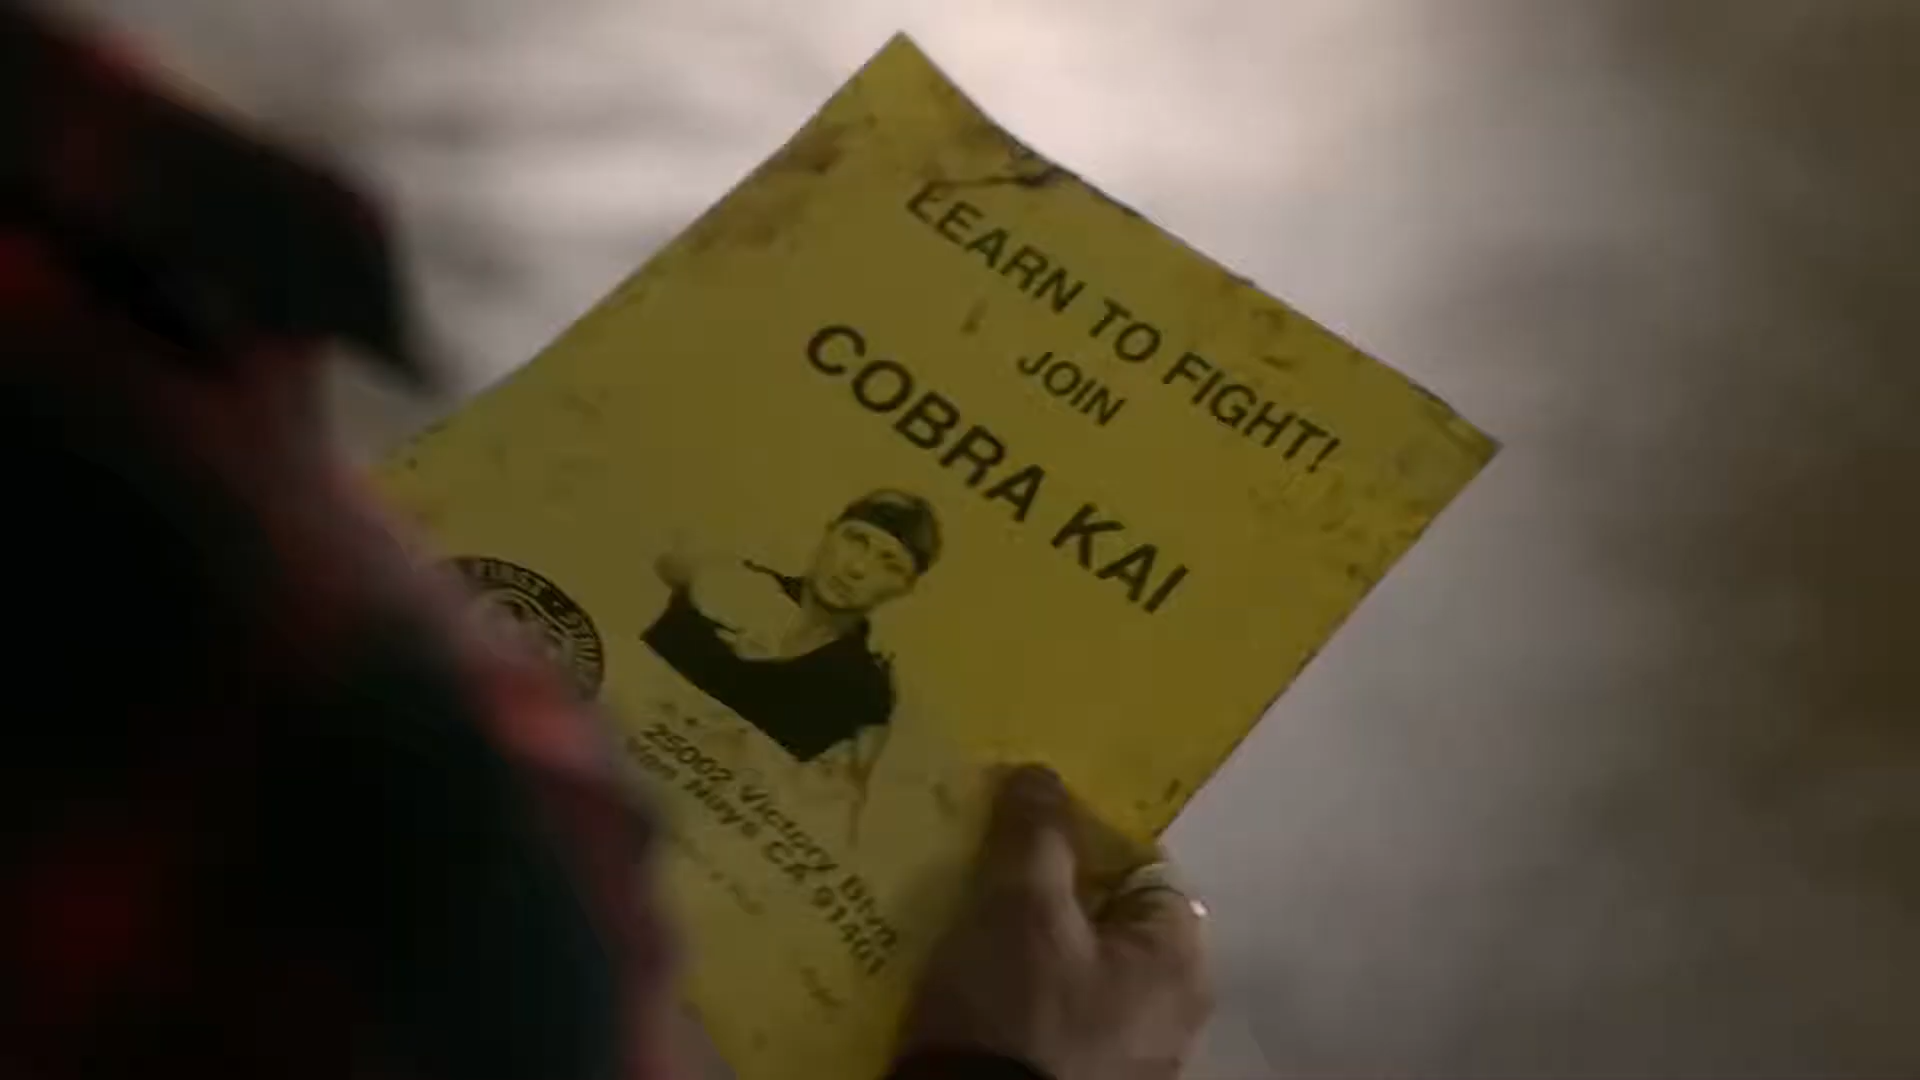 LEARN TO FIGHT!
JOIN
COBRA KAI
25002 Victory Blvd.
Van Nuys CA 91401